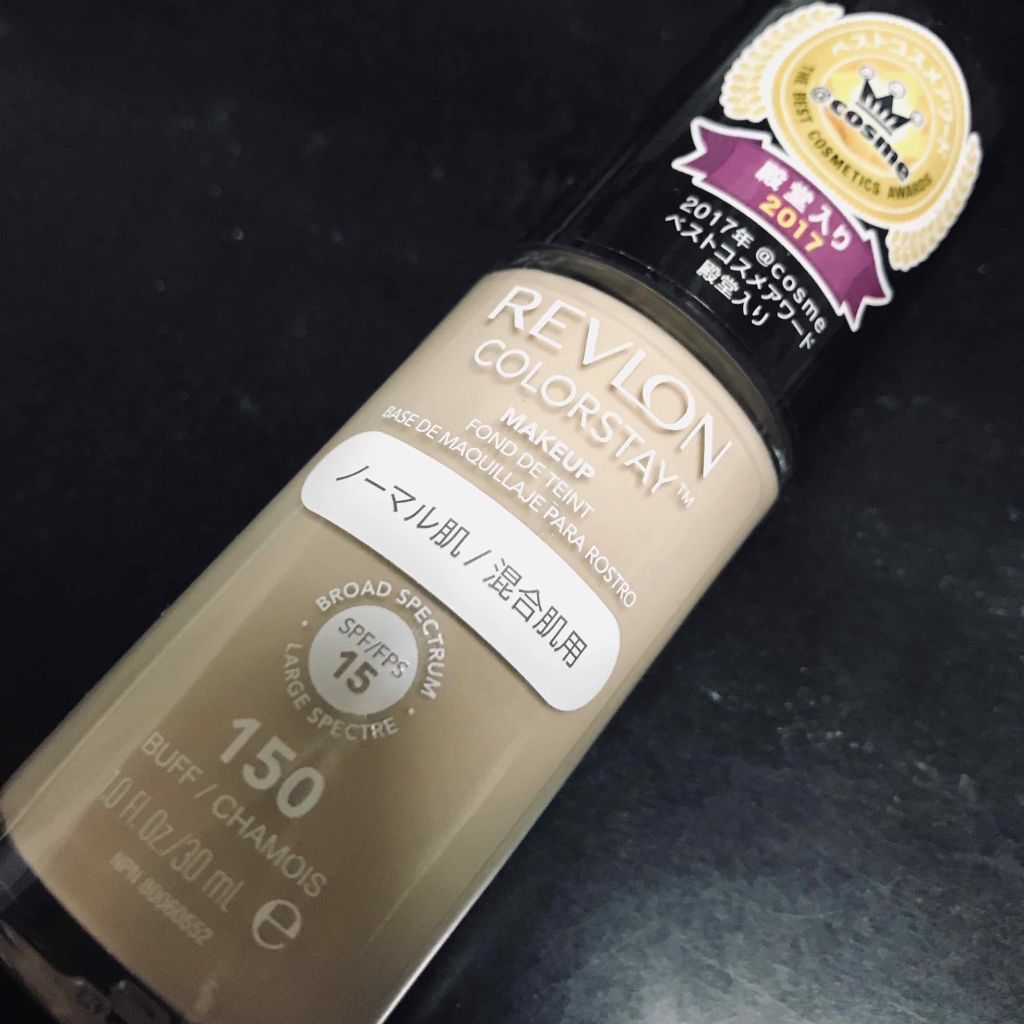 ベストコスメアワード
@cosme
THE BEST COSMETICS AWARDS
殿堂入り
2017
2017年 @cosme
ベストコスメアワード
殿堂入り
REVLON
COLORSTAY™
MAKEUP
FOND DE TEINT
BASE DE MAQUILLAJE PARA ROSTRO
ノーマル肌/混合肌用
BROAD SPECTRUM
SPF/FPS
15
LARGE SPECTRE
150
BUFF / CHAMOIS
1.0 Fl. Oz/30 mL e